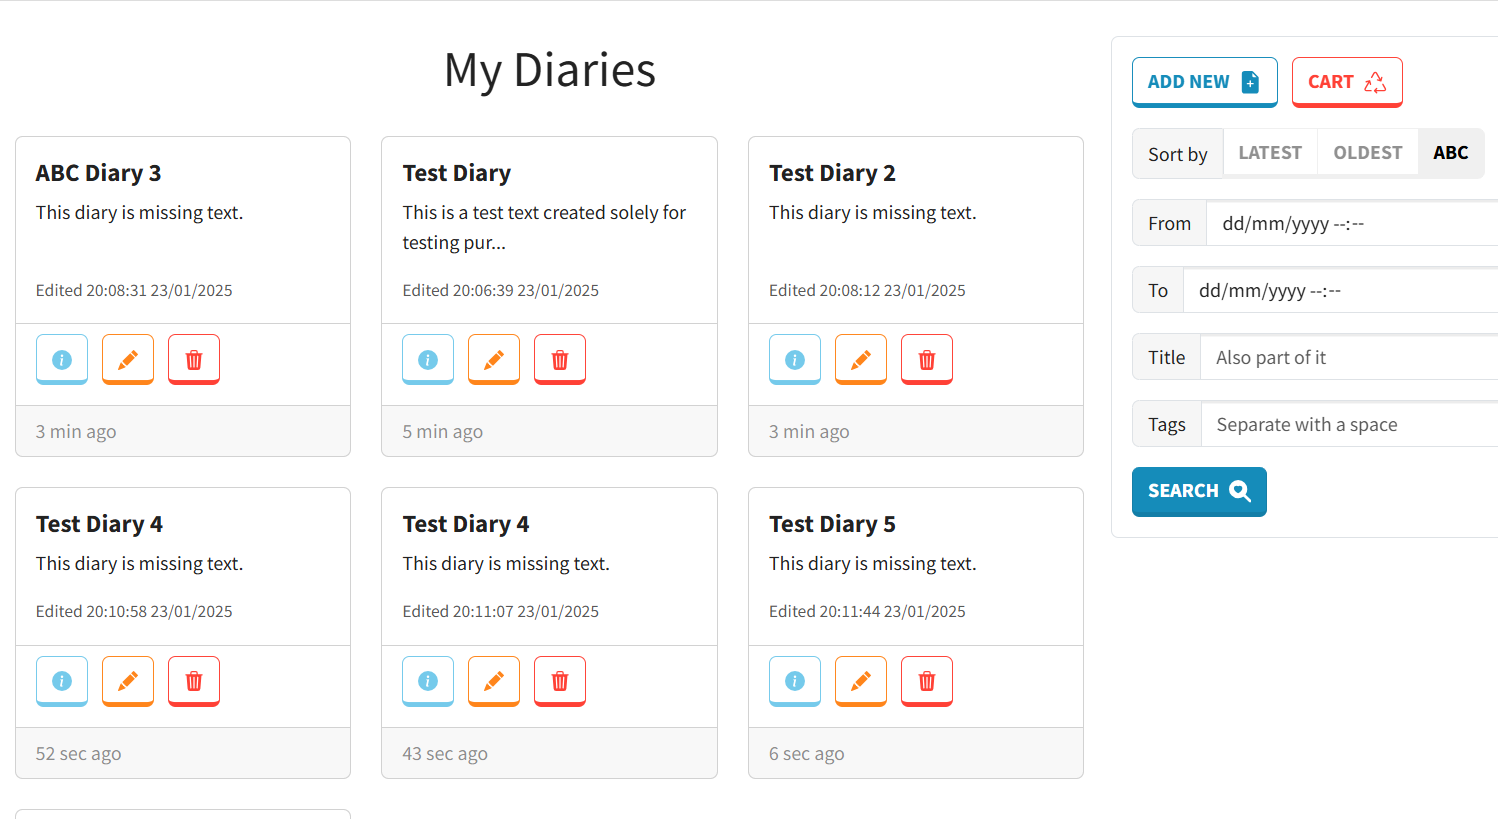 My Diaries
ABC Diary 3
This diary is missing text.
Edited 20:08:31 23/01/2025
3 min ago
Test Diary
This is a test text created solely for
testing pur...
Edited 20:06:39 23/01/2025
5 min ago
Test Diary 2
This diary is missing text.
Edited 20:08:12 23/01/2025
3 min ago
Test Diary 4
This diary is missing text.
Edited 20:10:58 23/01/2025
52 sec ago
Test Diary 4
This diary is missing text.
Edited 20:11:07 23/01/2025
43 sec ago
Test Diary 5
This diary is missing text.
Edited 20:11:44 23/01/2025
6 sec ago
ADD NEW CART
Sort by LATEST OLDEST ABC
From dd/mm/yyyy --:--
To dd/mm/yyyy --:--
Title Also part of it
Tags Separate with a space
SEARCH